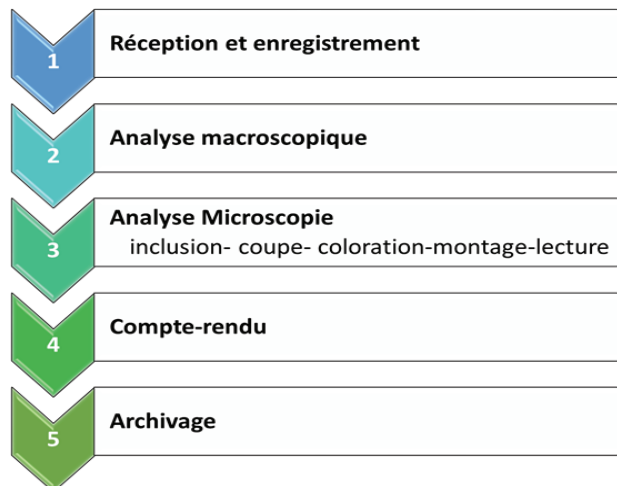 1 Réception et enregistrement
2 Analyse macroscopique
3 Analyse Microscopie
inclusion- coupe- coloration-montage-lecture
4 Compte-rendu
5 Archivage